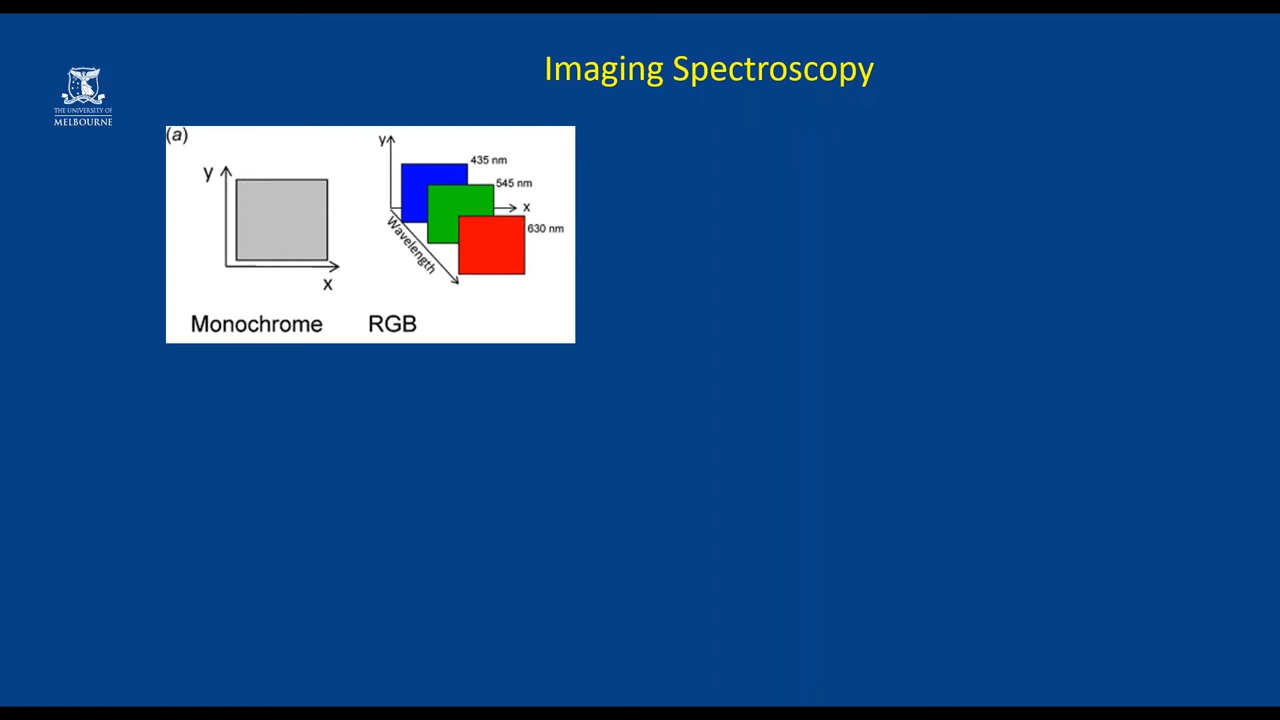 Imaging Spectroscopy
THE UNIVERSITY OF
MELBOURNE
(a)
y
x
Monochrome
y
435 nm
545 nm
x
630 nm
Wavelength
RGB